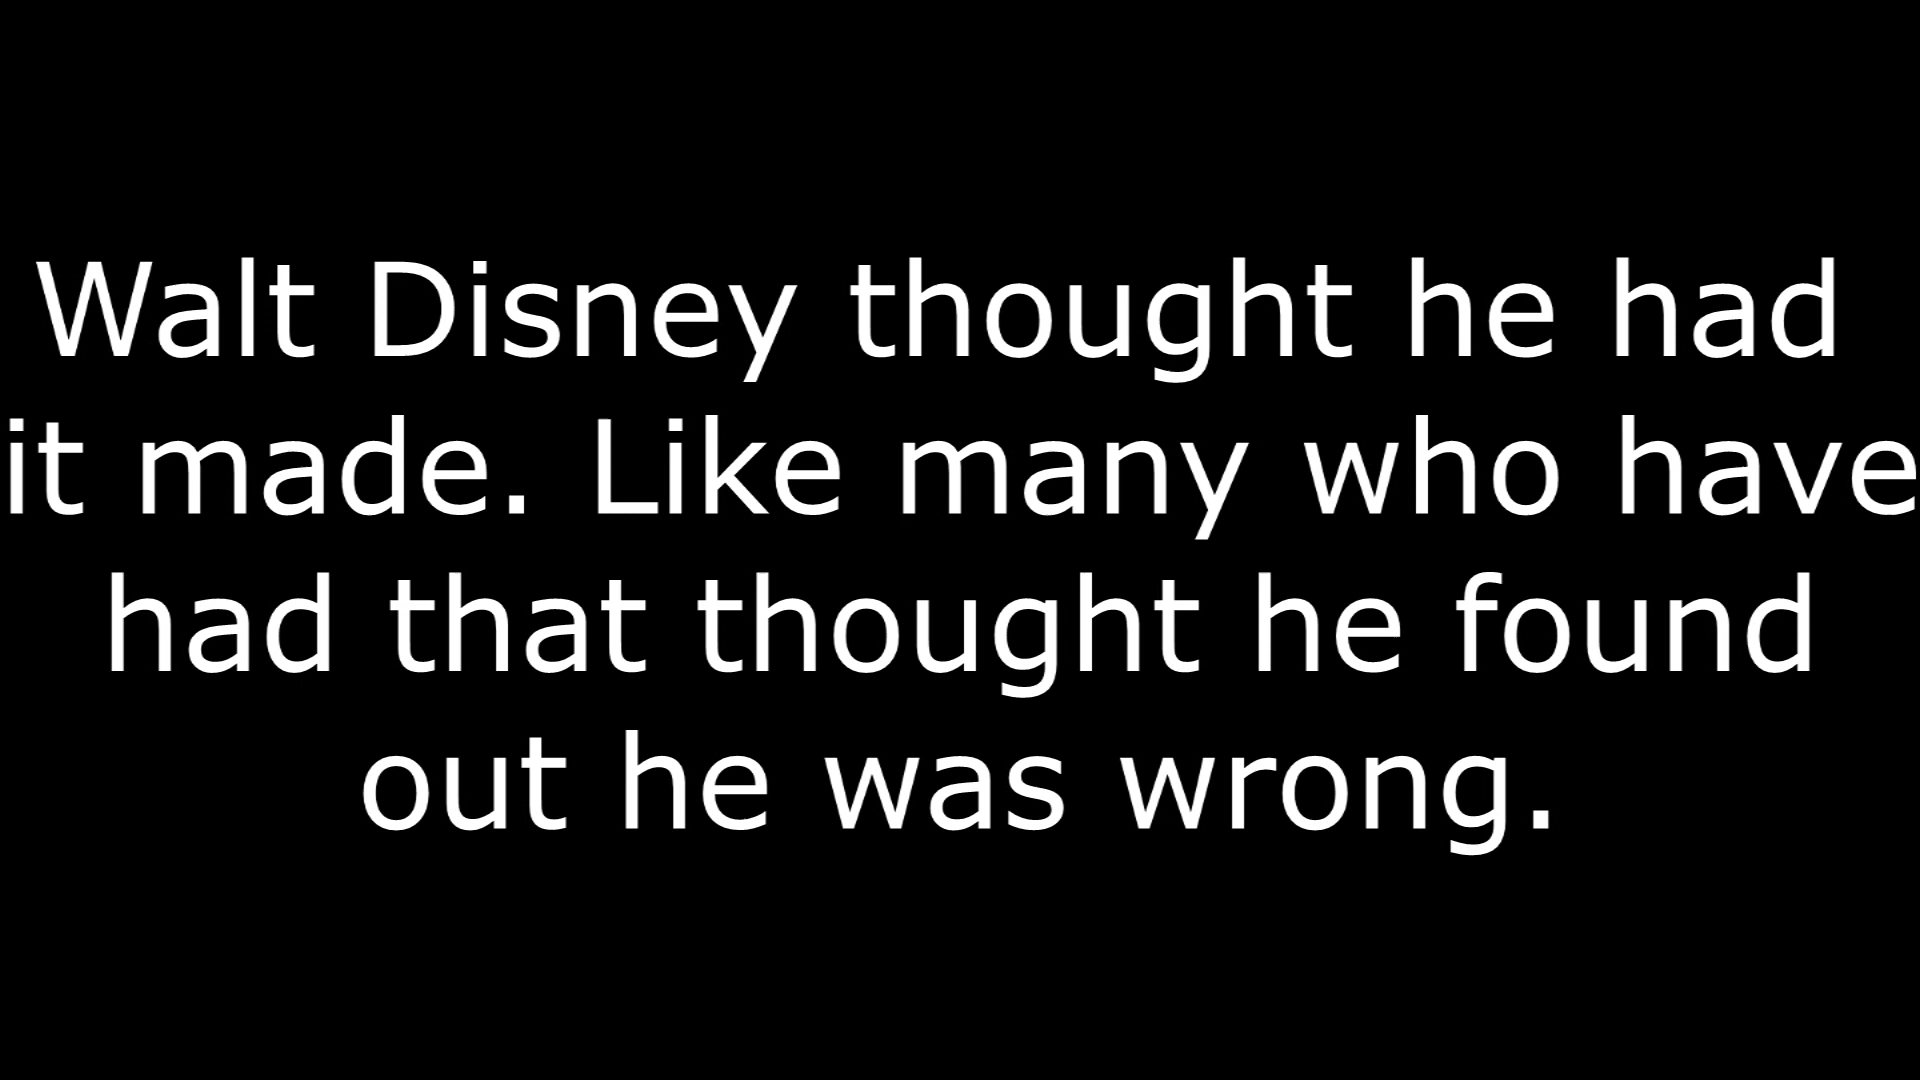 Walt Disney thought he had
it made. Like many who have
had that thought he found
out he was wrong.